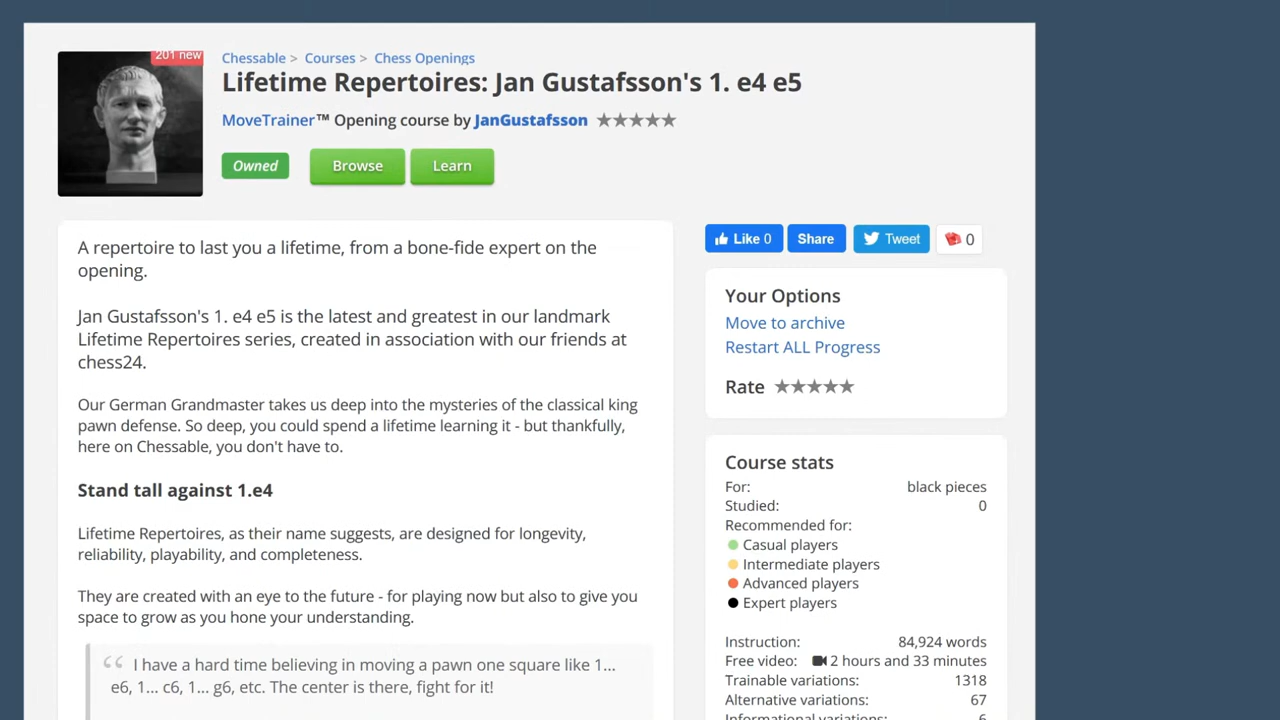 201 new
Chessable > Courses > Chess Openings
Lifetime Repertoires: Jan Gustafsson's 1. e4 e5
MoveTrainer™ Opening course by JanGustafsson ★★★★★
Owned
Browse
Learn
A repertoire to last you a lifetime, from a bone-fide expert on the
opening.
Jan Gustafsson's 1. e4 e5 is the latest and greatest in our landmark
Lifetime Repertoires series, created in association with our friends at
chess24.
Our German Grandmaster takes us deep into the mysteries of the classical king
pawn defense. So deep, you could spend a lifetime learning it - but thankfully,
here on Chessable, you don't have to.
Stand tall against 1.e4
Lifetime Repertoires, as their name suggests, are designed for longevity,
reliability, playability, and completeness.
They are created with an eye to the future - for playing now but also to give you
space to grow as you hone your understanding.
“ I have a hard time believing in moving a pawn one square like 1...
e6, 1... c6, 1... g6, etc. The center is there, fight for it!
Like 0
Share
Tweet
0
Your Options
Move to archive
Restart ALL Progress
Rate ★★★★★
Course stats
For: black pieces
Studied: 0
Recommended for:
Casual players
Intermediate players
Advanced players
Expert players
Instruction: 84,924 words
Free video: 2 hours and 33 minutes
Trainable variations: 1318
Alternative variations: 67
Informational variations: 6